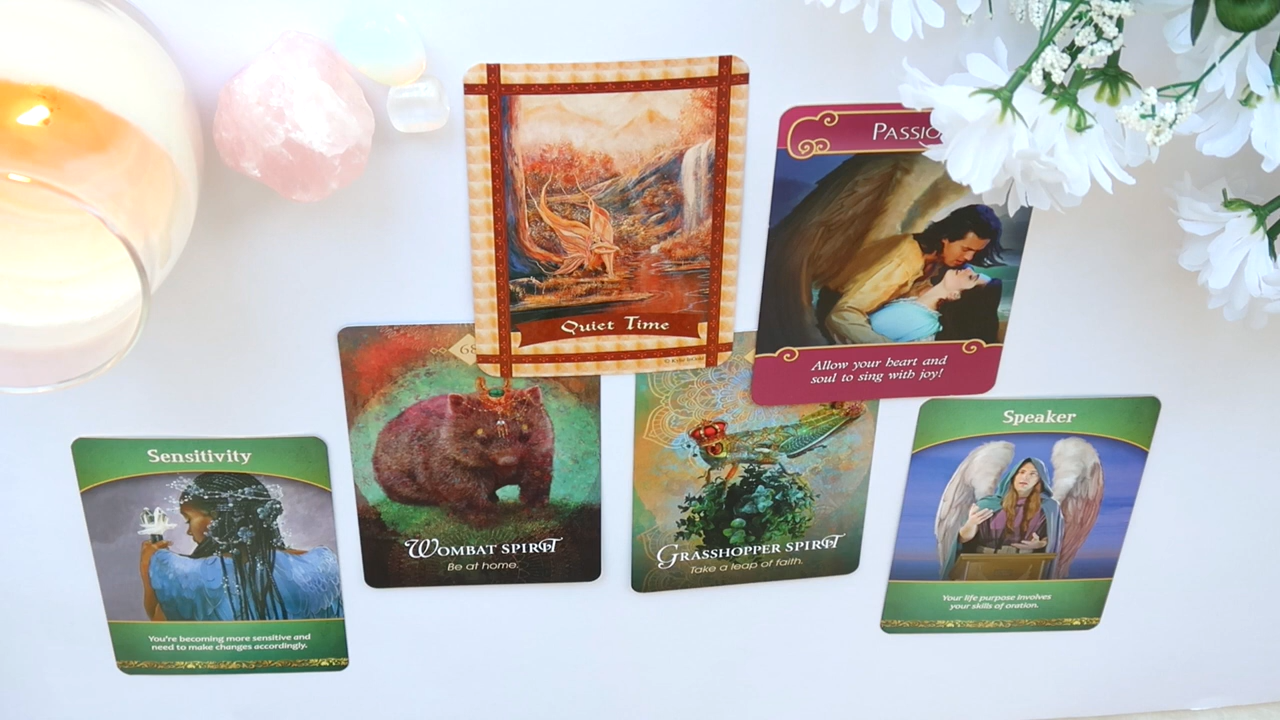 Quiet Time
Passio
Allow your heart and
soul to sing with joy!
68
Sensitivity
You're becoming more sensitive and
need to make changes accordingly.
Wombat Spirit
Be at home.
Grasshopper Spirit
Take a leap of faith.
Speaker
Your life purpose involves
your skills of oration.